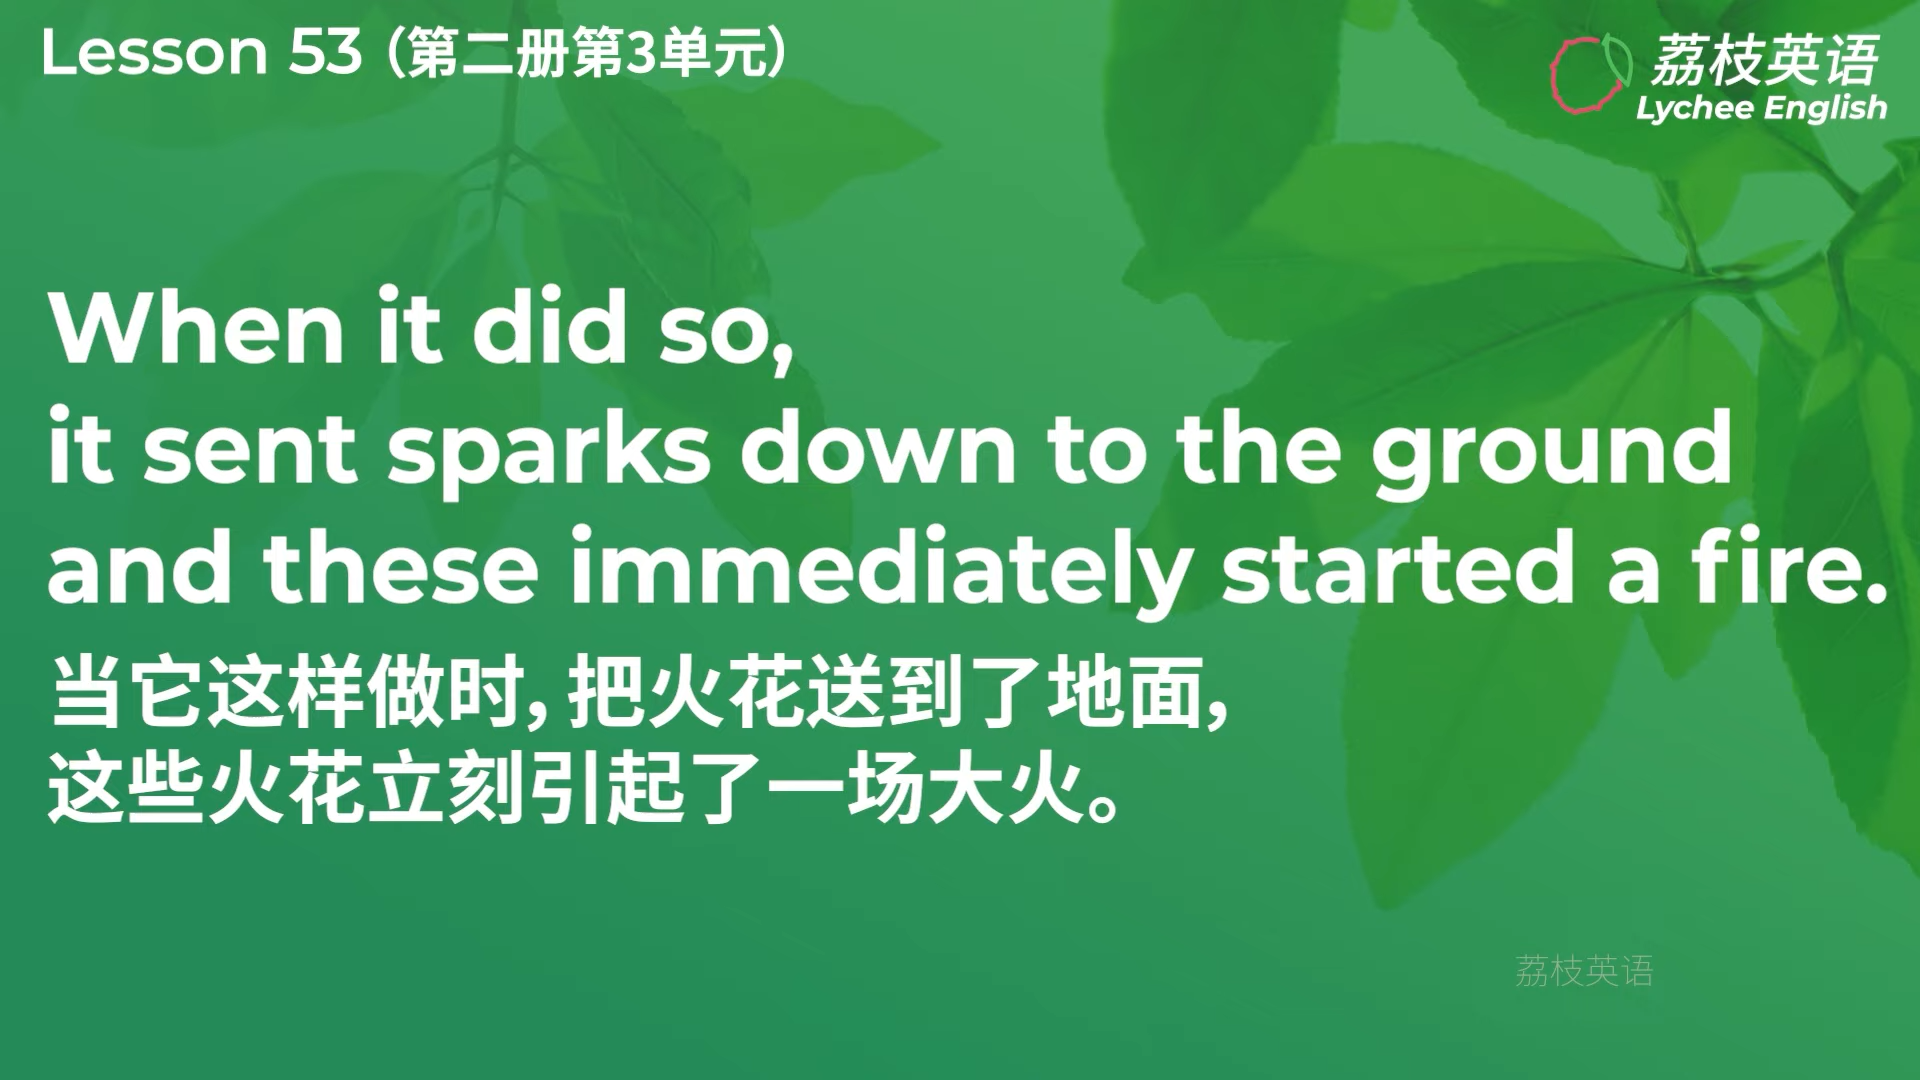 Lesson 53（第二册第3单元）
荔枝英语
Lychee English
When it did so,
it sent sparks down to the ground
and these immediately started a fire.
当它这样做时，把火花送到了地面，
这些火花立刻引起了一场大火。
荔枝英语